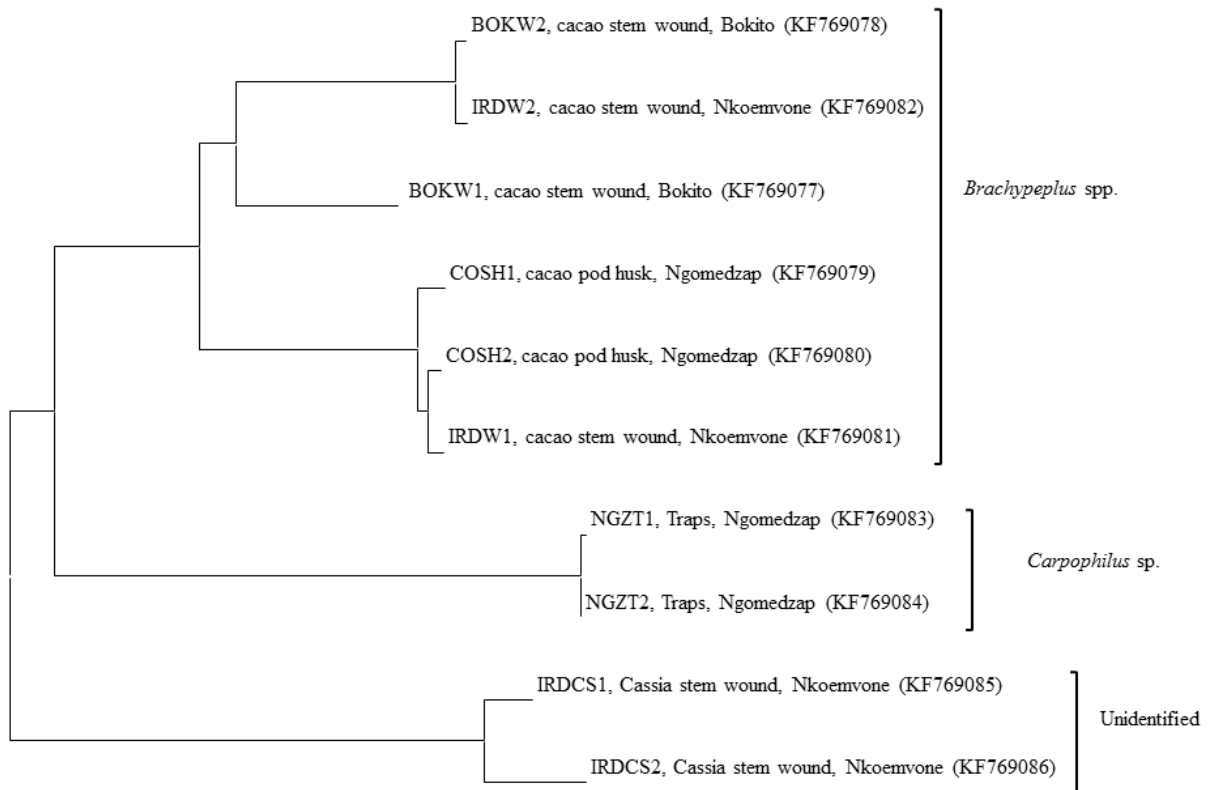 BOKW2, cacao stem wound, Bokito (KF769078)
IRDW2, cacao stem wound, Nkoemvone (KF769082)
BOKW1, cacao stem wound, Bokito (KF769077)
Brachypeplus spp.
COSH1, cacao pod husk, Ngomedzap (KF769079)
COSH2, cacao pod husk, Ngomedzap (KF769080)
IRDW1, cacao stem wound, Nkoemvone (KF769081)
NGZT1, Traps, Ngomedzap (KF769083)
Carpophilus sp.
NGZT2, Traps, Ngomedzap (KF769084)
IRDCS1, Cassia stem wound, Nkoemvone (KF769085)
Unidentified
IRDCS2, Cassia stem wound, Nkoemvone (KF769086)